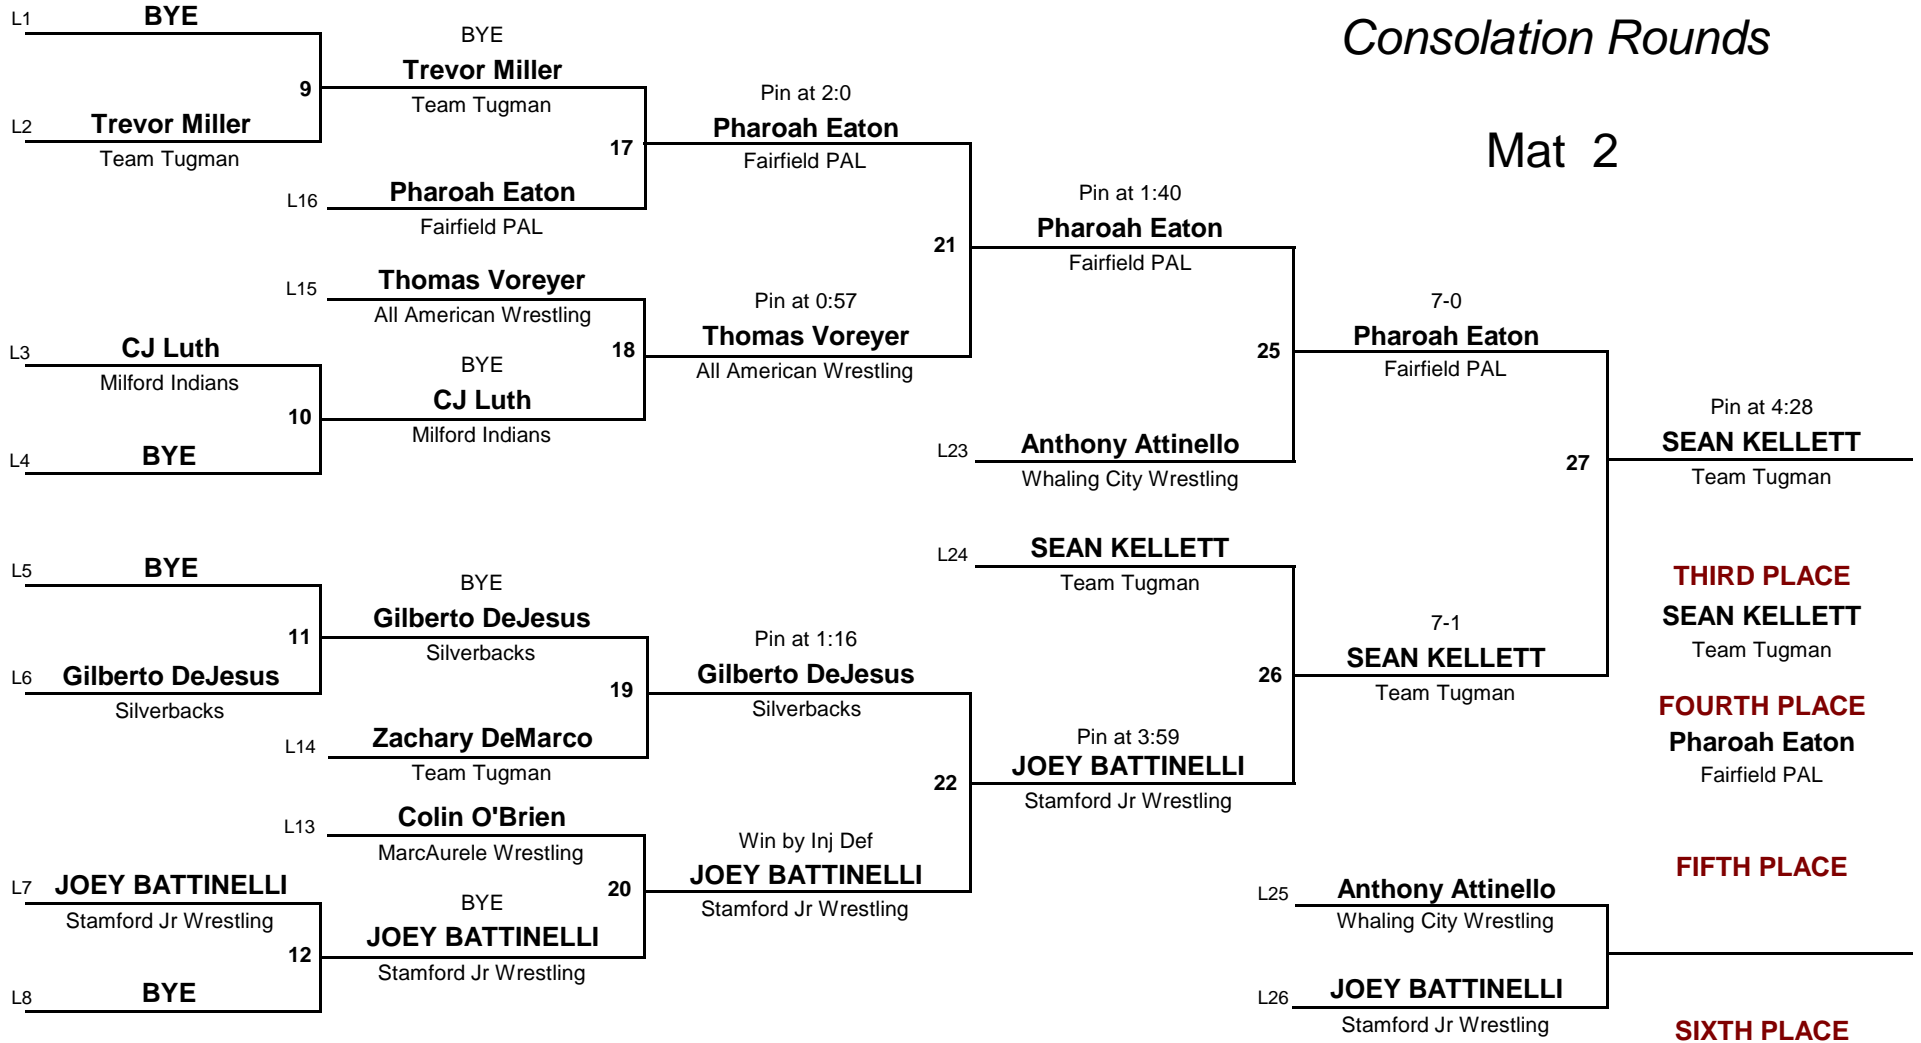 Consolation Rounds
Mat 2
L1 BYE
9
L2 Trevor Miller
Team Tugman
BYE
Trevor Miller
Team Tugman
17
L16 Pharoah Eaton
Fairfield PAL
Pin at 2:0
Pharoah Eaton
Fairfield PAL
L15 Thomas Voreyer
All American Wrestling
18
L3 CJ Luth
Milford Indians
10
L4 BYE
BYE
CJ Luth
Milford Indians
Pin at 0:57
Thomas Voreyer
All American Wrestling
21
Pin at 1:40
Pharoah Eaton
Fairfield PAL
25
L23 Anthony Attinello
Whaling City Wrestling
7-0
Pharoah Eaton
Fairfield PAL
27
Pin at 4:28
SEAN KELLETT
Team Tugman
L5 BYE
11
L6 Gilberto DeJesus
Silverbacks
BYE
Gilberto DeJesus
Silverbacks
19
L14 Zachary DeMarco
Team Tugman
Pin at 1:16
Gilberto DeJesus
Silverbacks
L13 Colin O'Brien
MarcAurele Wrestling
20
L7 JOEY BATTINELLI
Stamford Jr Wrestling
12
L8 BYE
BYE
JOEY BATTINELLI
Stamford Jr Wrestling
Win by Inj Def
JOEY BATTINELLI
Stamford Jr Wrestling
22
L24 SEAN KELLETT
Team Tugman
26
Pin at 3:59
JOEY BATTINELLI
Stamford Jr Wrestling
7-1
SEAN KELLETT
Team Tugman
THIRD PLACE
SEAN KELLETT
Team Tugman
FOURTH PLACE
Pharoah Eaton
Fairfield PAL
L25 Anthony Attinello
Whaling City Wrestling
L26 JOEY BATTINELLI
Stamford Jr Wrestling
FIFTH PLACE
SIXTH PLACE